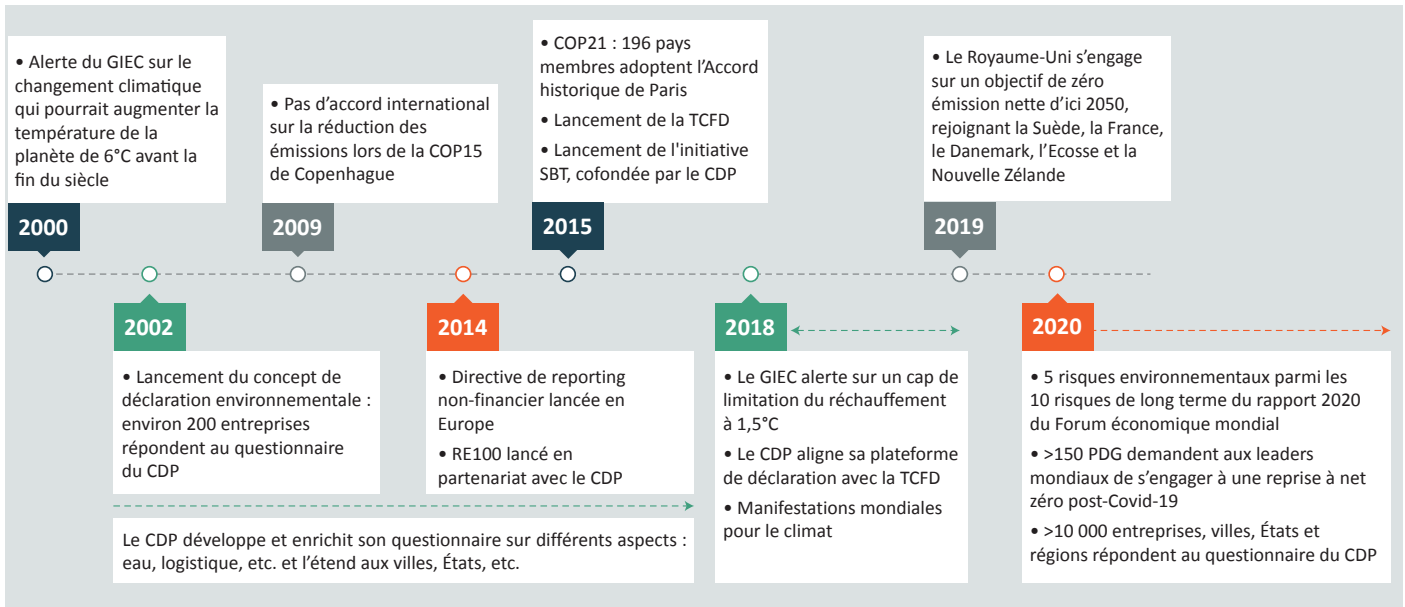 • Alerte du GIEC sur le
changement climatique
qui pourrait augmenter la
température de la
planète de 6°C avant la
fin du siècle
2000
• Pas d'accord international
sur la réduction des
émissions lors de la COP15
de Copenhague
2009
• COP21 : 196 pays
membres adoptent l'Accord
historique de Paris
• Lancement de la TCFD
• Lancement de l'initiative
SBT, cofondée par le CDP
2015
• Le Royaume-Uni s'engage
sur un objectif de zéro
émission nette d'ici 2050,
rejoignant la Suède, la France,
le Danemark, l'Ecosse et la
Nouvelle Zélande
2019
2002
• Lancement du concept de
déclaration environnementale :
environ 200 entreprises
répondent au questionnaire
du CDP
2014
• Directive de reporting
non-financier lancée en
Europe
• RE100 lancé en
partenariat avec le CDP
Le CDP développe et enrichit son questionnaire sur différents aspects :
eau, logistique, etc. et l'étend aux villes, États, etc.
2018
• Le GIEC alerte sur un cap de
limitation du réchauffement
à 1,5°C
• Le CDP aligne sa plateforme
de déclaration avec la TCFD
• Manifestations mondiales
pour le climat
2020
• 5 risques environnementaux parmi les
10 risques de long terme du rapport 2020
du Forum économique mondial
• >150 PDG demandent aux leaders
mondiaux de s'engager à une reprise à net
zéro post-Covid-19
• >10 000 entreprises, villes, États et
régions répondent au questionnaire du CDP